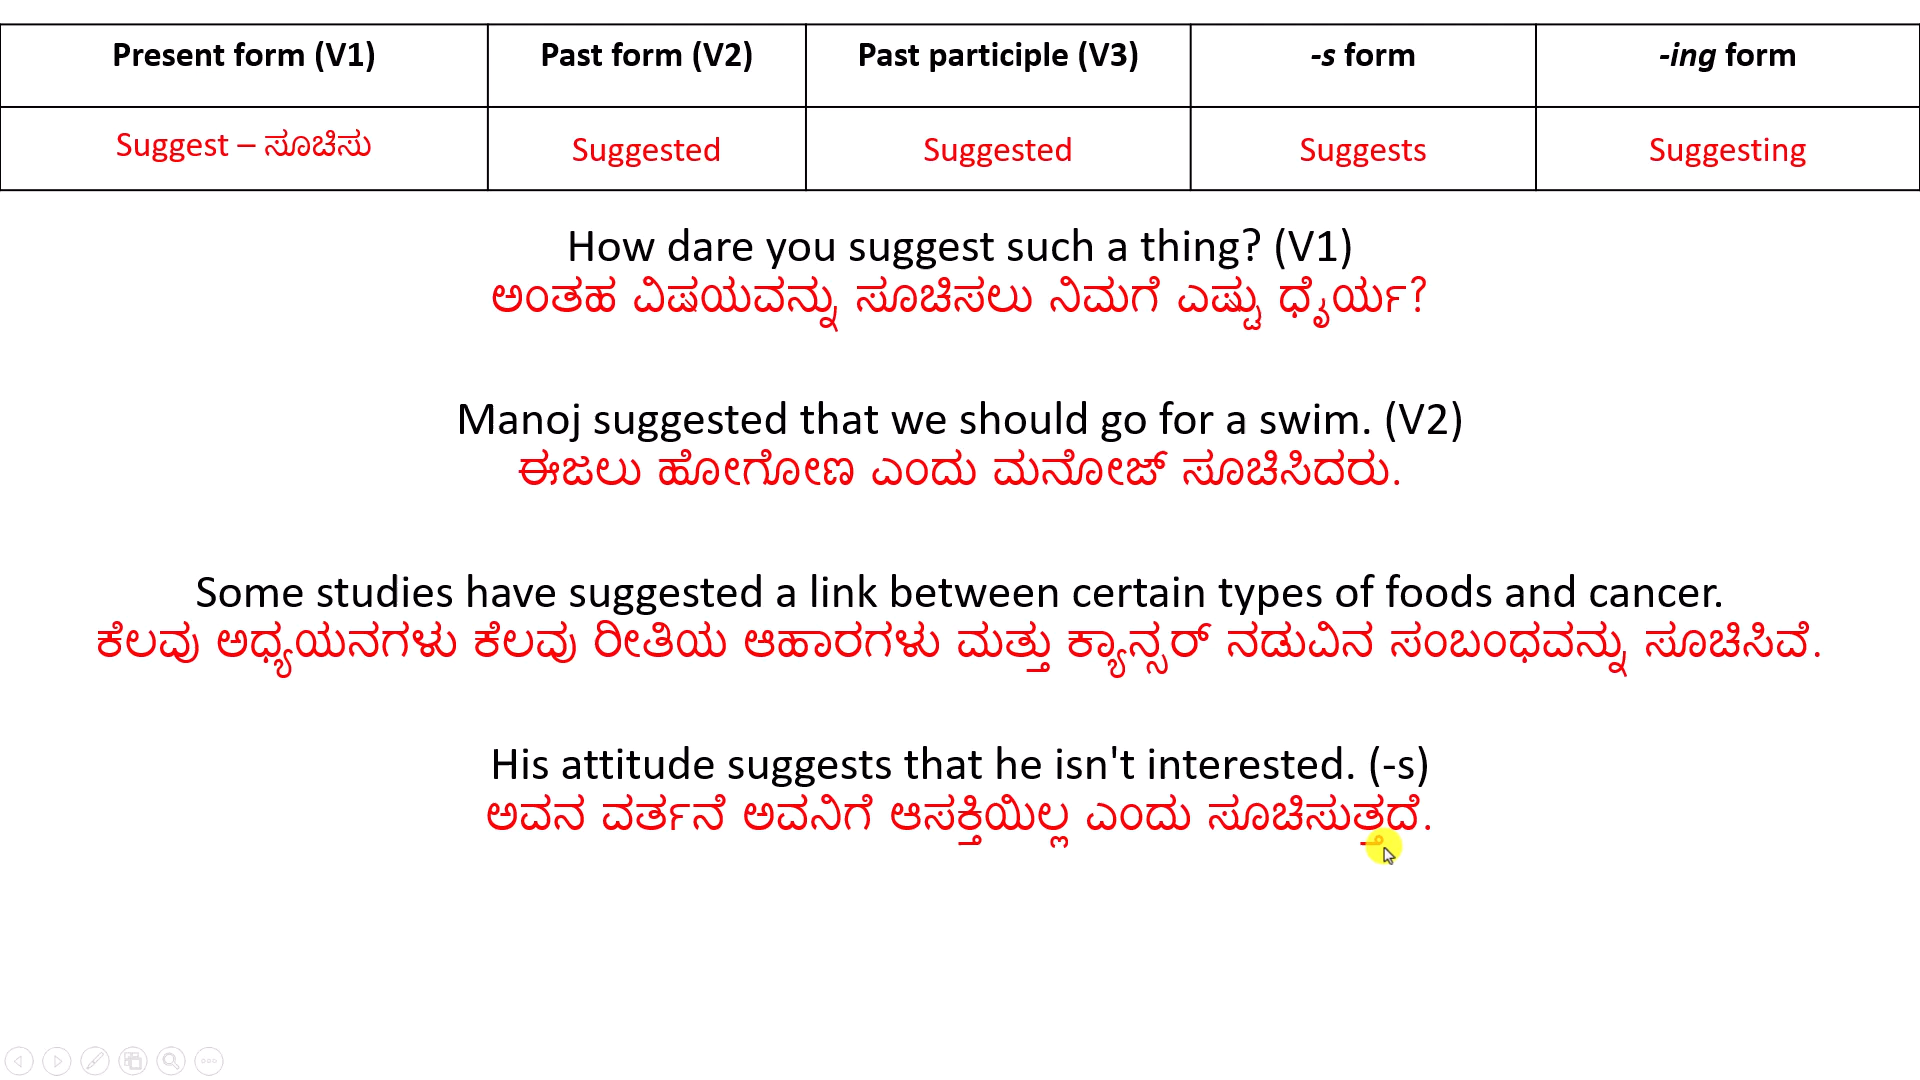 Present form (V1) Past form (V2) Past participle (V3) -s form -ing form
Suggest – ಸೂಚಿಸು Suggested Suggested Suggests Suggesting
How dare you suggest such a thing? (V1)
ಅಂತಹ ವಿಷಯವನ್ನು ಸೂಚಿಸಲು ನಿಮಗೆ ಎಷ್ಟು ಧೈರ್ಯ?
Manoj suggested that we should go for a swim. (V2)
ಈಜಲು ಹೋಗೋಣ ಎಂದು ಮನೋಜ್ ಸೂಚಿಸಿದರು.
Some studies have suggested a link between certain types of foods and cancer.
ಕೆಲವು ಅಧ್ಯಯನಗಳು ಕೆಲವು ರೀತಿಯ ಆಹಾರಗಳು ಮತ್ತು ಕ್ಯಾನ್ಸರ್ ನಡುವಿನ ಸಂಬಂಧವನ್ನು ಸೂಚಿಸಿವೆ.
His attitude suggests that he isn't interested. (-s)
ಅವನ ವರ್ತನೆ ಅವನಿಗೆ ಆಸಕ್ತಿಯಿಲ್ಲ ಎಂದು ಸೂಚಿಸುತ್ತದೆ.